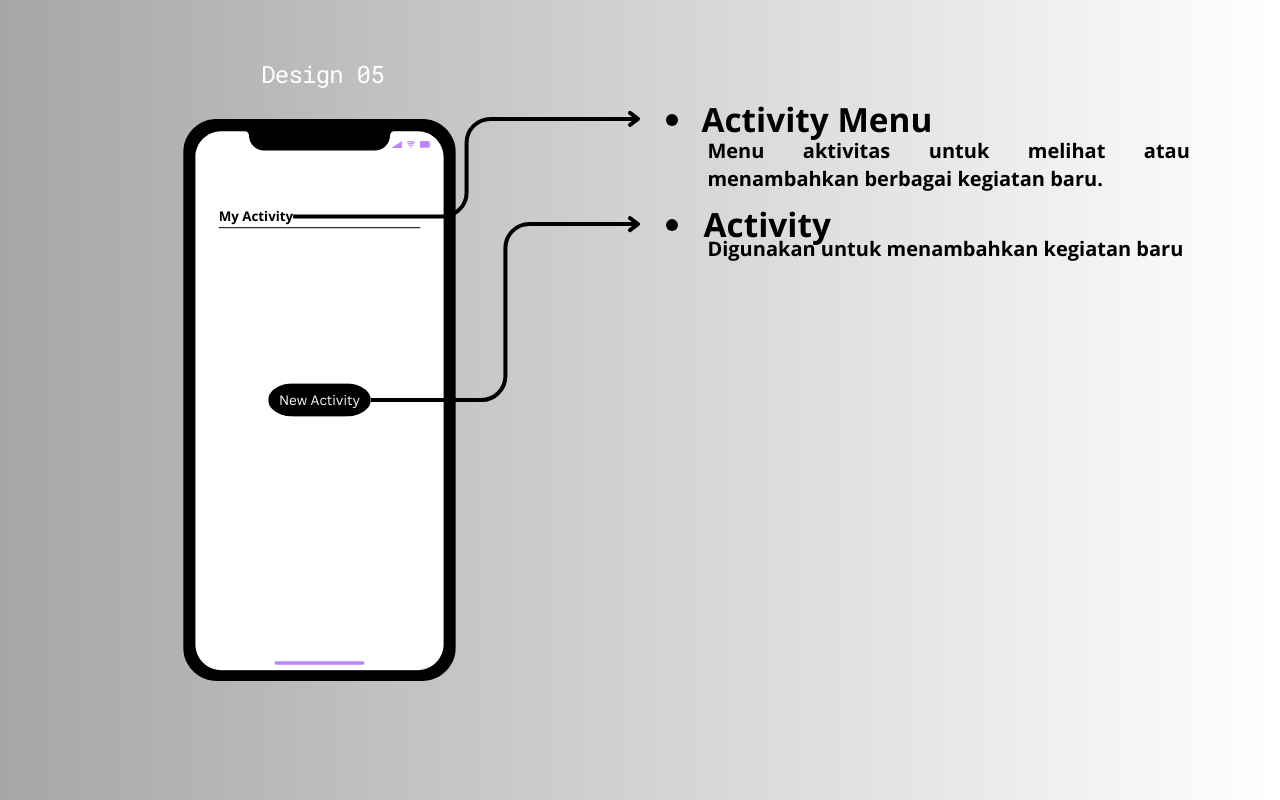 Design 05
My Activity
New Activity
Activity Menu
Menu aktivitas untuk melihat atau
menambahkan berbagai kegiatan baru.
Activity
Digunakan untuk menambahkan kegiatan baru